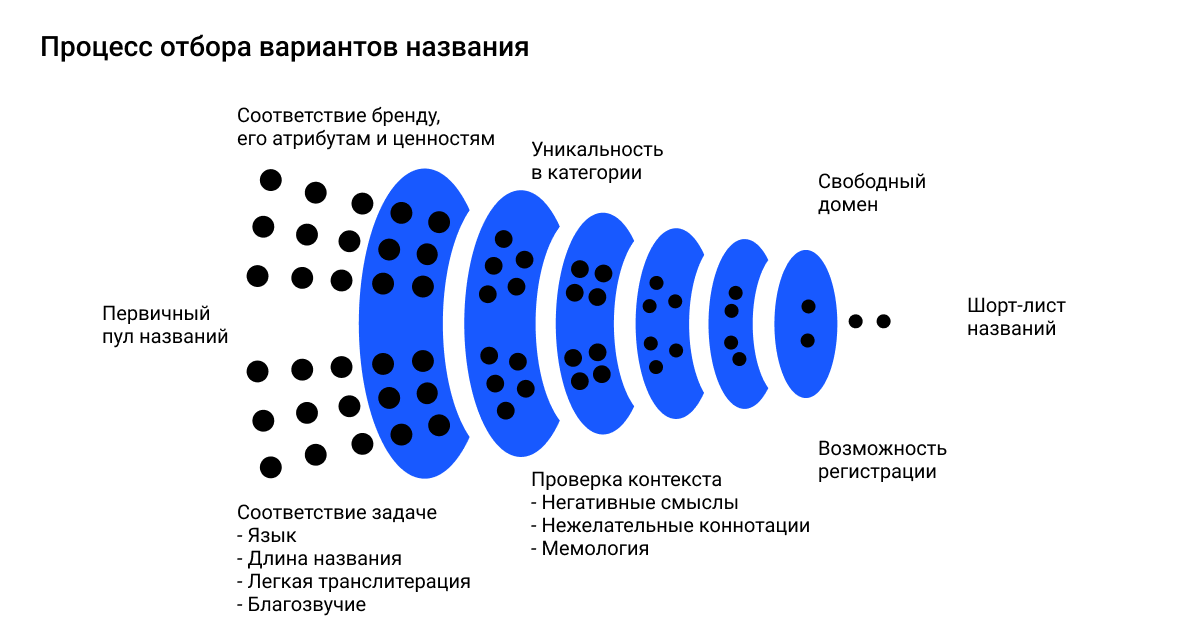 Процесс отбора вариантов названия
Соответствие бренду,
его атрибутам и ценностям
Уникальность
в категории
Свободный
домен
Первичный
пул названий
Шорт-лист
названий
Возможность
регистрации
Проверка контекста
- Негативные смыслы
- Нежелательные коннотации
- Мемология
Соответствие задаче
- Язык
- Длина названия
- Легкая транслитерация
- Благозвучие